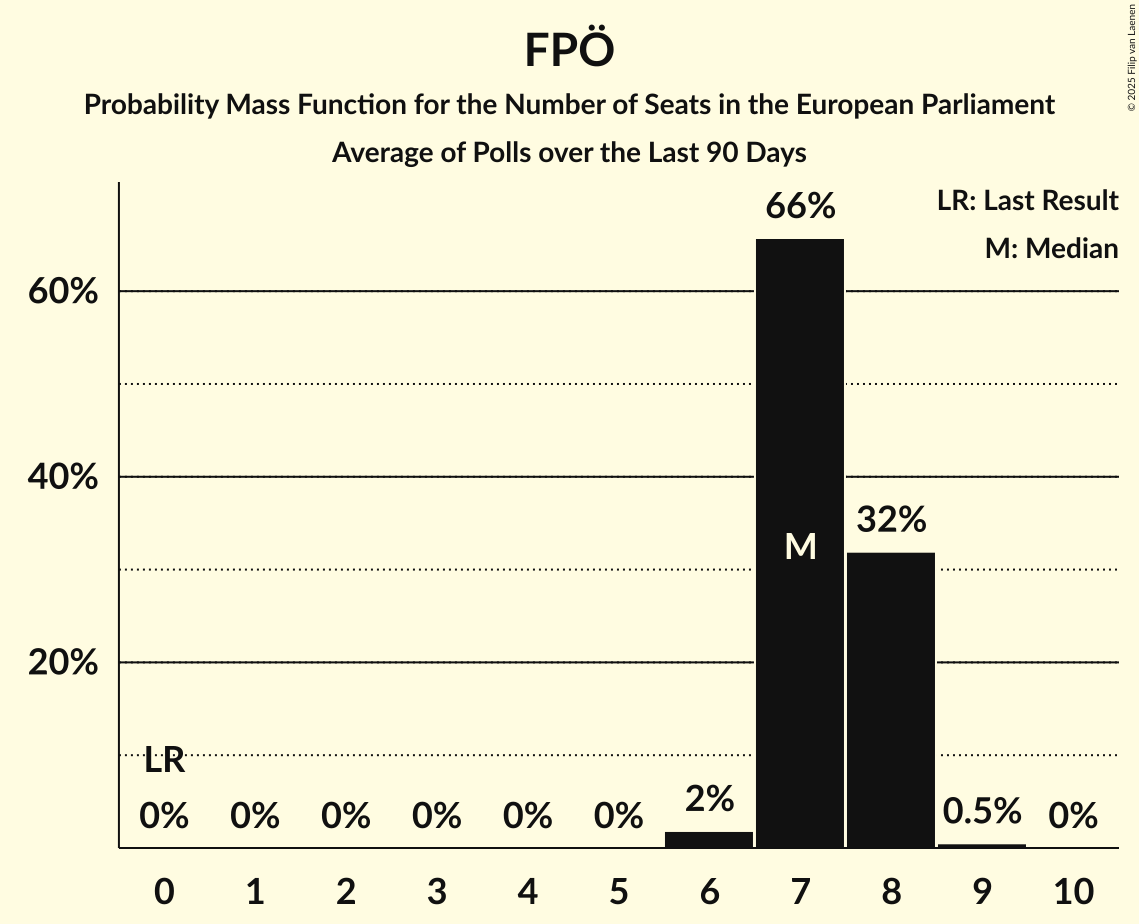 FPÖ
Probability Mass Function for the Number of Seats in the European Parliament
Average of Polls over the Last 90 Days
© 2025 Filip van Laenen
LR: Last Result
M: Median
66%
60%
40%
32%
M
20%
LR
0% 0% 0% 0% 0% 0% 2% 0.5% 0%
0 1 2 3 4 5 6 7 8 9 10